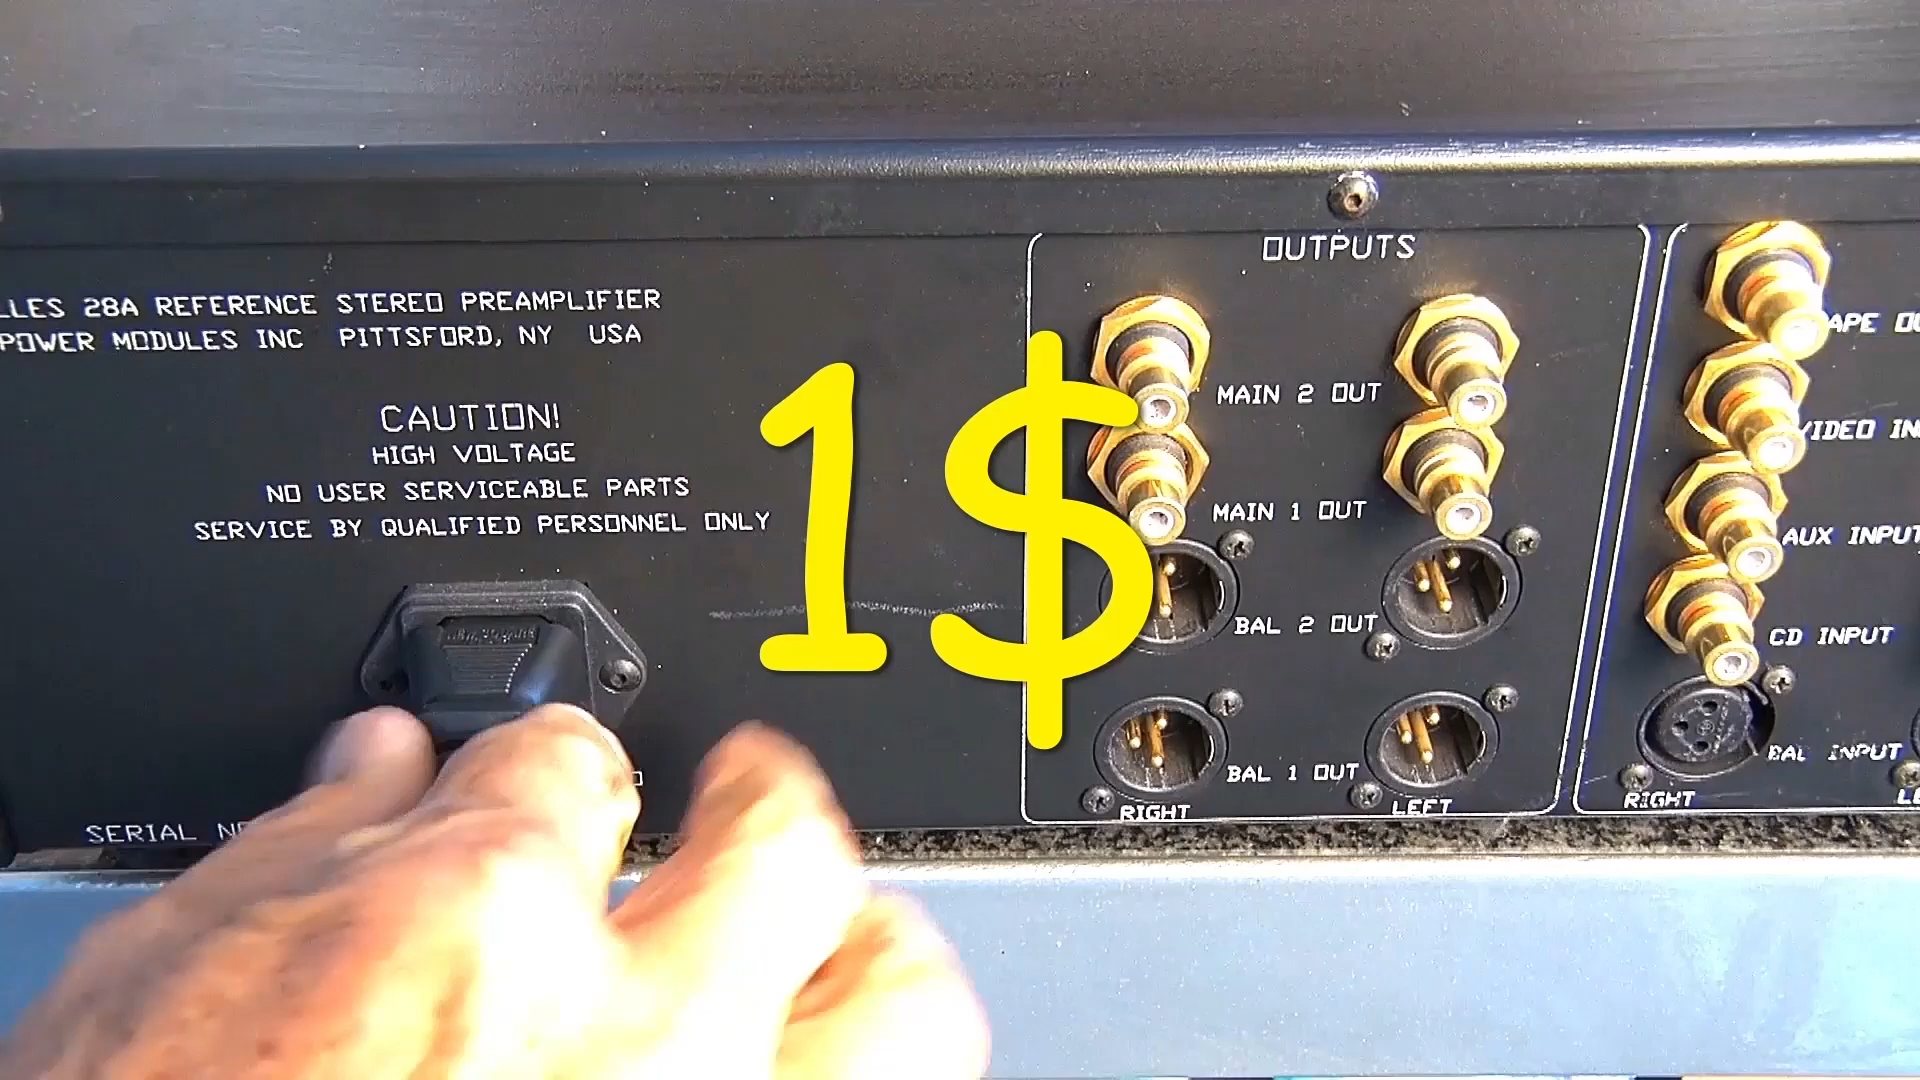 LLES 28A REFERENCE STEREO PREAMPLIFIER
POWER MODULES INC PITTSFORD, NY USA
CAUTION!
HIGH VOLTAGE
NO USER SERVICEABLE PARTS
SERVICE BY QUALIFIED PERSONNEL ONLY
SERIAL
1$
OUTPUTS
MAIN 2 OUT
MAIN 1 OUT
BAL 2 OUT
BAL 1 OUT
RIGHT LEFT
APE OU
VIDEO IN
AUX INPUT
CD INPUT
BAL INPUT
RIGHT